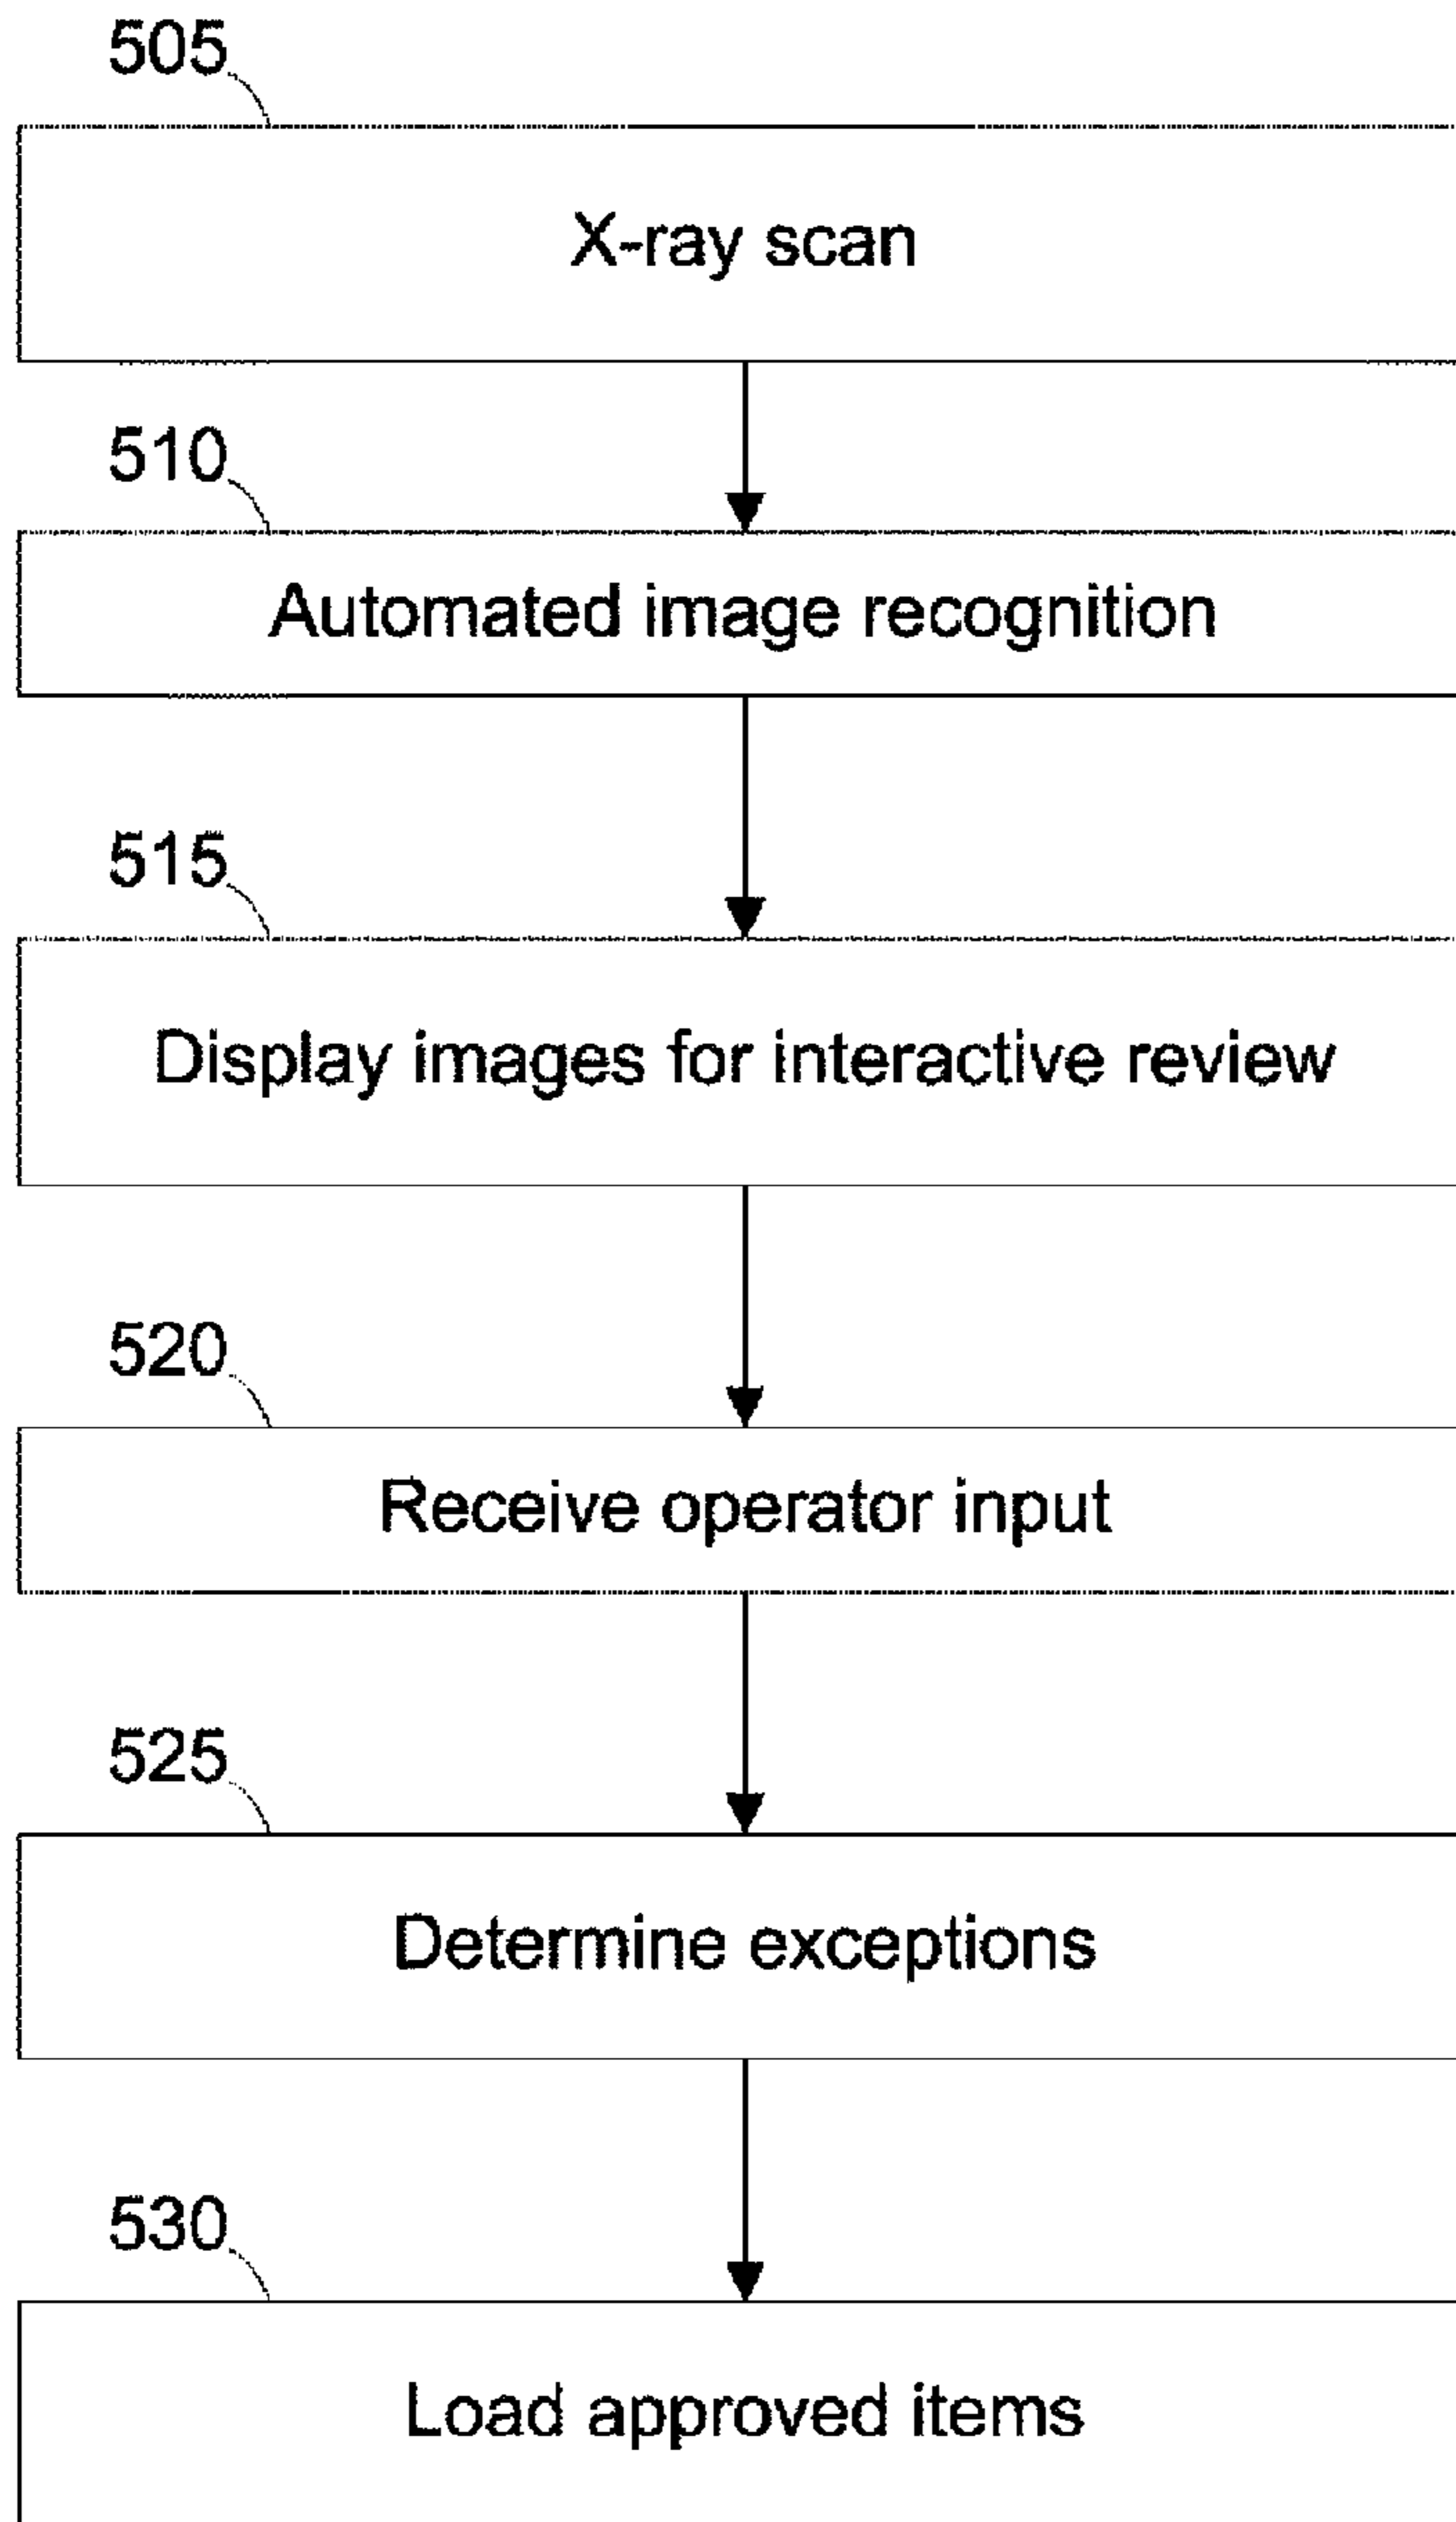 505
X-ray scan
510
Automated image recognition
515
Display images for interactive review
520
Receive operator input
525
Determine exceptions
530
Load approved items